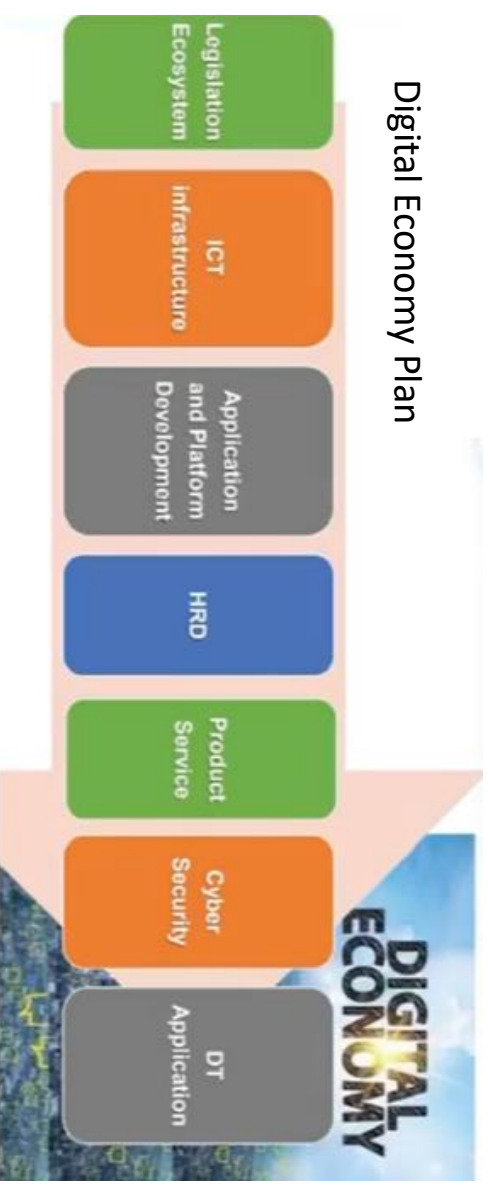 Digital Economy Plan
Legislation
Ecosystem
ICT
infrastructure
Application
and Platform
Development
HRD
Product
Service
Cyber
Security
DT
Application
DIGITAL
ECONOMY